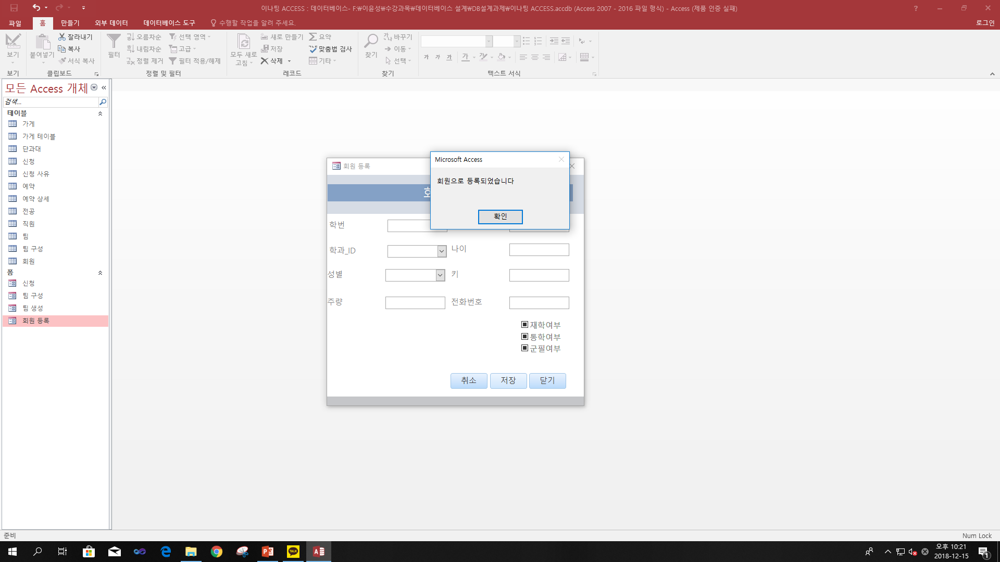 이나팅 ACCESS : 데이터베이스- F:₩이윤성₩수강과목₩데이터베이스 설계₩DB설계과제₩이나팅 ACCESS.accdb (Access 2007 - 2016 파일 형식) - Access (제품 인증 실패)
?
파일 홈 만들기 외부 데이터 데이터베이스 도구 수행할 작업을 알려 주세요.
로그인
보기
보기
붙여넣기
잘라내기
복사
서식 복사
클립보드
필터
오름차순
내림차순
정렬 제거
선택 영역
고급
필터 적용/해제
정렬 및 필터
모두 새로
고침
새로 만들기
저장
삭제
요약
맞춤법 검사
기타
레코드
찾기
바꾸기
이동
선택
찾기
가 가 가 가
텍스트 서식
모든 Access 개체
검색...
테이블
가게
가게 테이블
단과대
신청
신청 사유
예약
예약 상세
전공
직원
팀
팀 구성
회원
폼
신청
팀 구성
팀 생성
회원 등록
회원 등록
Microsoft Access
회원으로 등록되었습니다
확인
학번
학과_ID
나이
성별
키
주량
전화번호
재학여부
통학여부
군필여부
취소 저장 닫기
준비
Num Lock
TALK
오후 10:21
2018-12-15
1